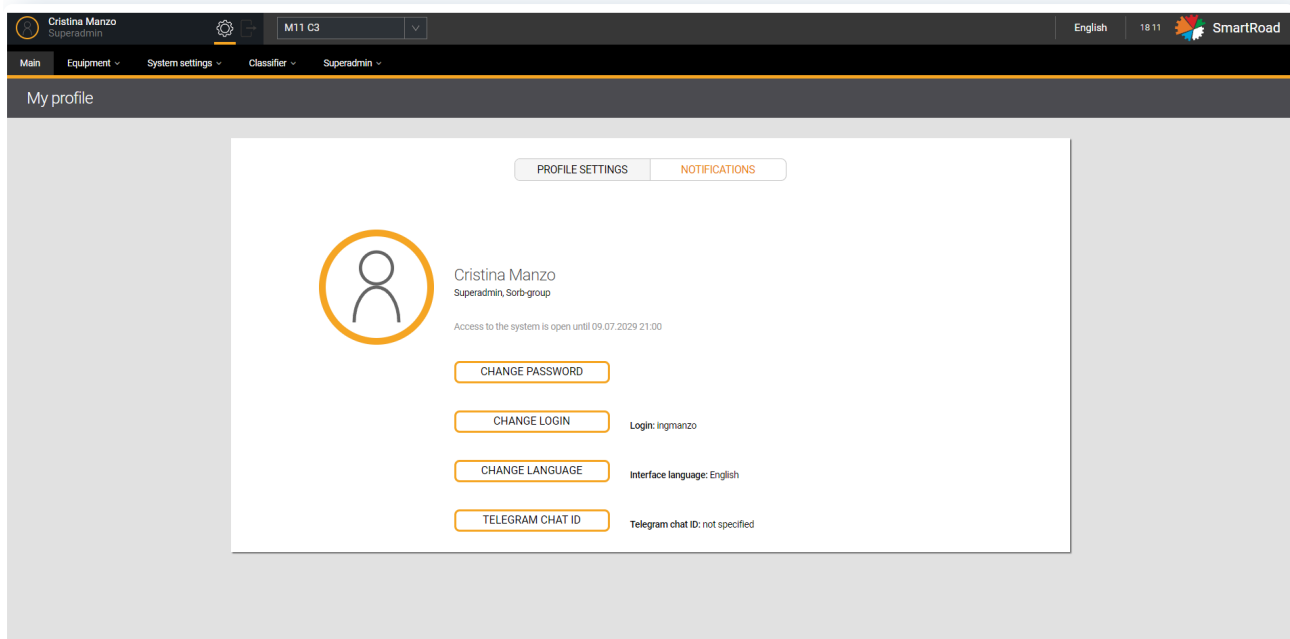 Cristina Manzo
Superadmin
M11 C3
English
18 11
SmartRoad
Main
Equipment
System settings
Classifier
Superadmin
My profile
PROFILE SETTINGS
NOTIFICATIONS
Cristina Manzo
Superadmin, Sorb-group
Access to the system is open until 09.07.2029 21:00
CHANGE PASSWORD
CHANGE LOGIN
Login: ingmanzo
CHANGE LANGUAGE
Interface language: English
TELEGRAM CHAT ID
Telegram chat ID: not specified